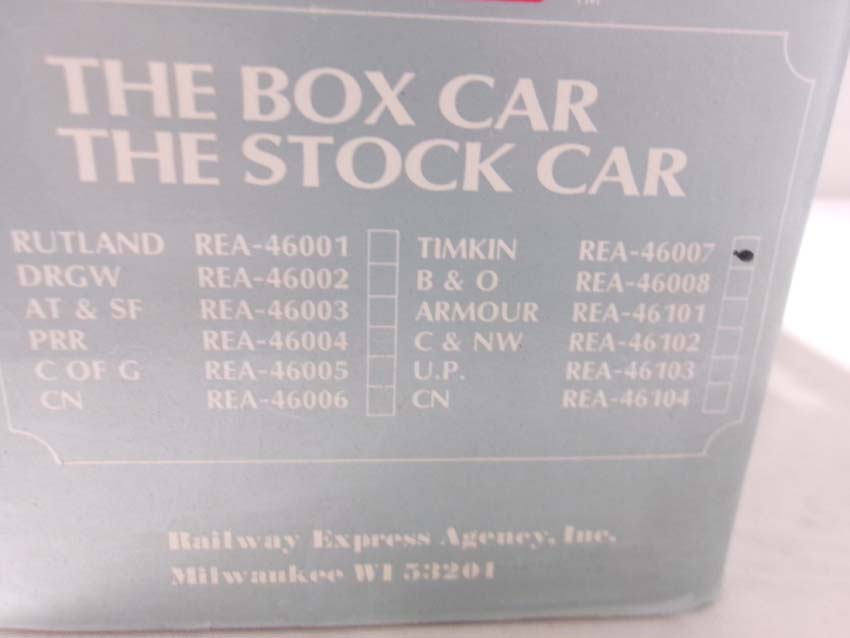 TM
THE BOX CAR
THE STOCK CAR
RUTLAND REA-46001 TIMKIN REA-46007
DRGW REA-46002 B & O REA-46008
AT & SF REA-46003 ARMOUR REA-46101
PRR REA-46004 C & NW REA-46102
C OF G REA-46005 U.P. REA-46103
CN REA-46006 CN REA-46104
Railway Express Agency, Inc.
Milwaukee WI 53201